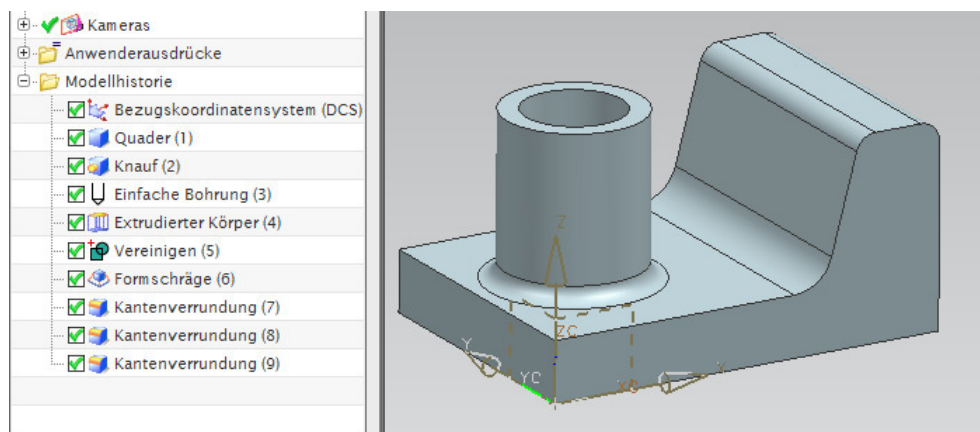 Kameras
Anwenderausdrücke
Modellhistorie
Bezugskoordinatensystem (DCS)
Quader (1)
Knauf (2)
Einfache Bohrung (3)
Extrudierter Körper (4)
Vereinigen (5)
Formschräge (6)
Kantenverrundung (7)
Kantenverrundung (8)
Kantenverrundung (9)
Z
ZC
Y
YC
XC